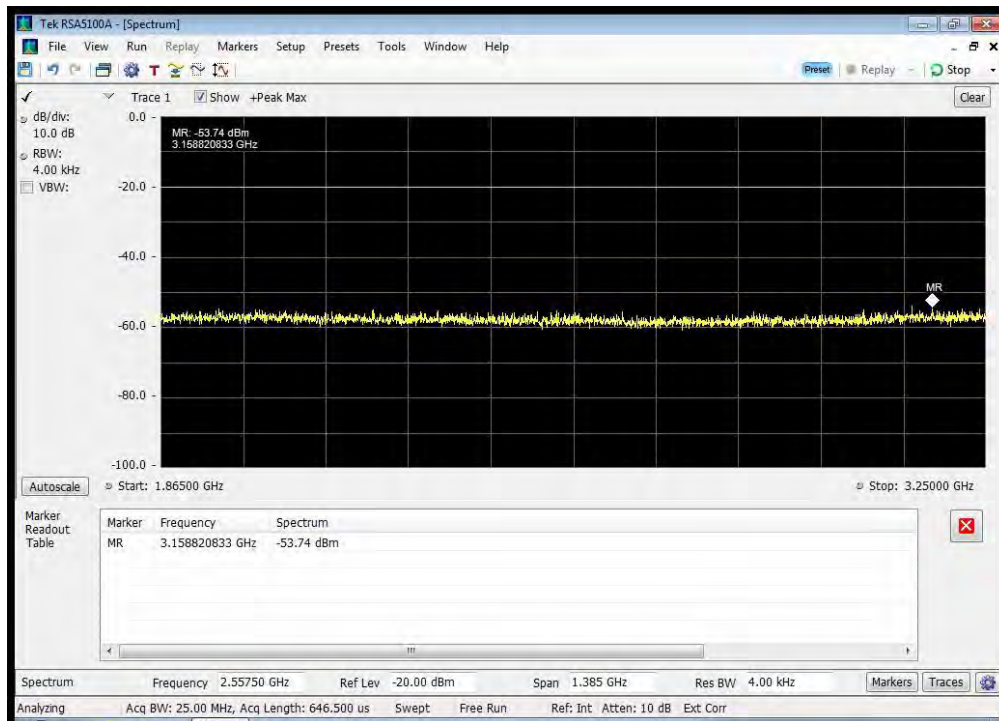 Tek RSA5100A - [Spectrum]
File View Run Replay Markers Setup Presets Tools Window Help
Preset Replay Stop
Trace 1 Show +Peak Max Clear
dB/div:
10.0 dB
RBW:
4.00 kHz
VBW:
0.0
MR: -53.74 dBm
3.158820833 GHz
-20.0
-40.0
MR
-60.0
-80.0
-100.0
Autoscale Start: 1.86500 GHz Stop: 3.25000 GHz
Marker
Readout
Table
Marker Frequency Spectrum
MR 3.158820833 GHz -53.74 dBm
Spectrum Frequency 2.55750 GHz Ref Lev -20.00 dBm Span 1.385 GHz Res BW 4.00 kHz Markers Traces
Analyzing Acq BW: 25.00 MHz, Acq Length: 646.500 us Swept Free Run Ref: Int Atten: 10 dB Ext Corr